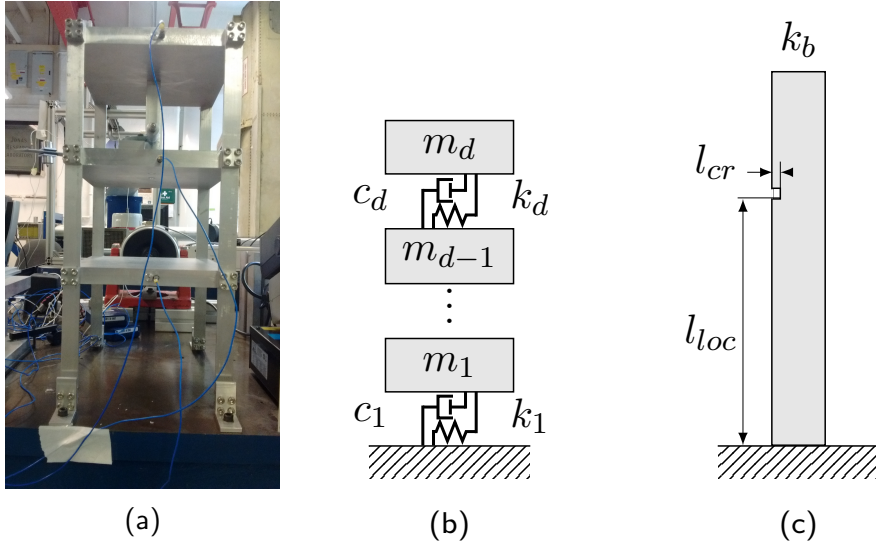 m_d
c_d
k_d
m_{d-1}
m_1
c_1
k_1
k_b
l_{cr}
l_{loc}
(a)
(b)
(c)